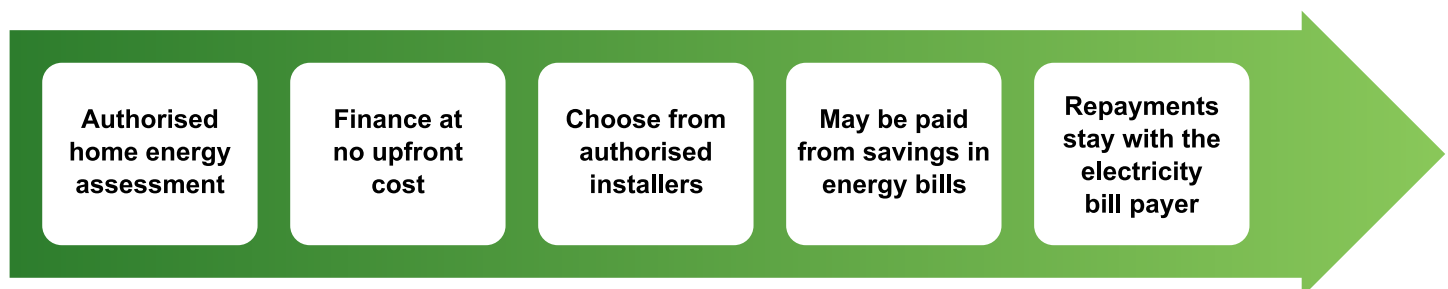 Authorised
home energy
assessment
Finance at
no upfront
cost
Choose from
authorised
installers
May be paid
from savings in
energy bills
Repayments
stay with the
electricity
bill payer